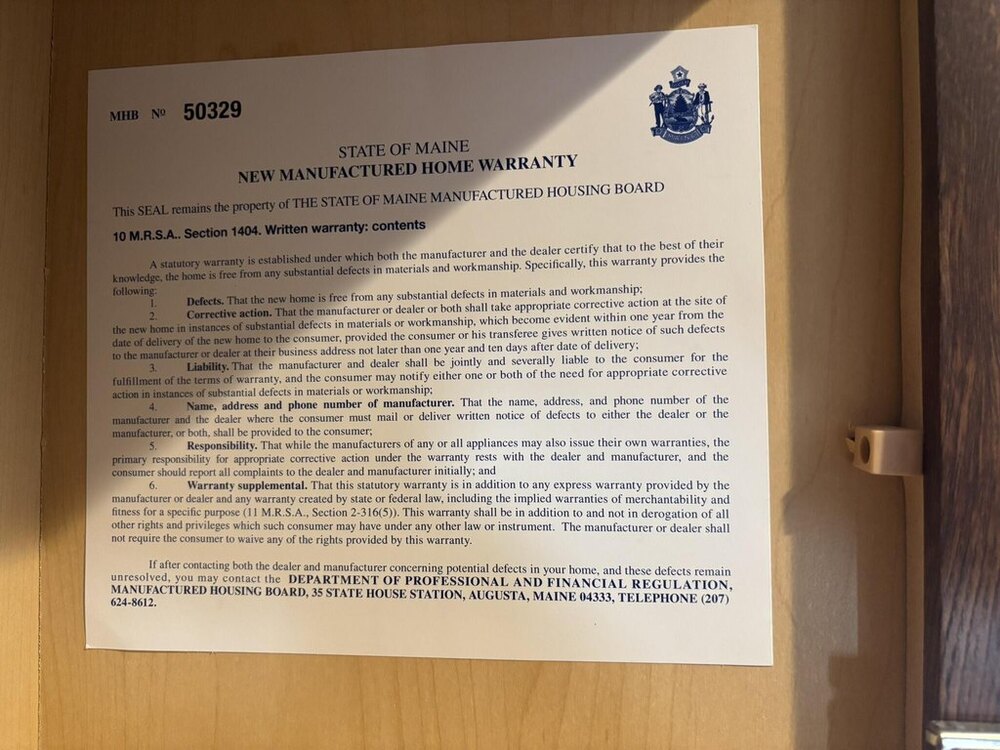 MHB Nº 50329
STATE OF MAINE
NEW MANUFACTURED HOME WARRANTY
This SEAL remains the property of THE STATE OF MAINE MANUFACTURED HOUSING BOARD
10 M.R.S.A.. Section 1404. Written warranty: contents
A statutory warranty is established under which both the manufacturer and the dealer certify that to the best of their
knowledge, the home is free from any substantial defects in materials and workmanship. Specifically, this warranty provides the
following:
1. Defects. That the new home is free from any substantial defects in materials and workmanship;
2. Corrective action. That the manufacturer or dealer or both shall take appropriate corrective action at the site of
the new home in instances of substantial defects in materials or workmanship, which become evident within one year from the
date of delivery of the new home to the consumer, provided the consumer or his transferee gives written notice of such defects
to the manufacturer or dealer at their business address not later than one year and ten days after date of delivery;
3. Liability. That the manufacturer and dealer shall be jointly and severally liable to the consumer for the
fulfillment of the terms of warranty, and the consumer may notify either one or both of the need for appropriate corrective
action in instances of substantial defects in materials or workmanship;
4. Name, address and phone number of manufacturer. That the name, address, and phone number of the
manufacturer and the dealer where the consumer must mail or deliver written notice of defects to either the dealer or the
manufacturer, or both, shall be provided to the consumer;
5. Responsibility. That while the manufacturers of any or all appliances may also issue their own warranties, the
primary responsibility for appropriate corrective action under the warranty rests with the dealer and manufacturer, and the
consumer should report all complaints to the dealer and manufacturer initially; and
6. Warranty supplemental. That this statutory warranty is in addition to any express warranty provided by the
manufacturer or dealer and any warranty created by state or federal law, including the implied warranties of merchantability and
fitness for a specific purpose (11 M.R.S.A., Section 2-316(5)). This warranty shall be in addition to and not in derogation of all
other rights and privileges which such consumer may have under any other law or instrument. The manufacturer or dealer shall
not require the consumer to waive any of the rights provided by this warranty.
If after contacting both the dealer and manufacturer concerning potential defects in your home, and these defects remain
unresolved, you may contact the DEPARTMENT OF PROFESSIONAL AND FINANCIAL REGULATION,
MANUFACTURED HOUSING BOARD, 35 STATE HOUSE STATION, AUGUSTA, MAINE 04333, TELEPHONE (207)
624-8612.